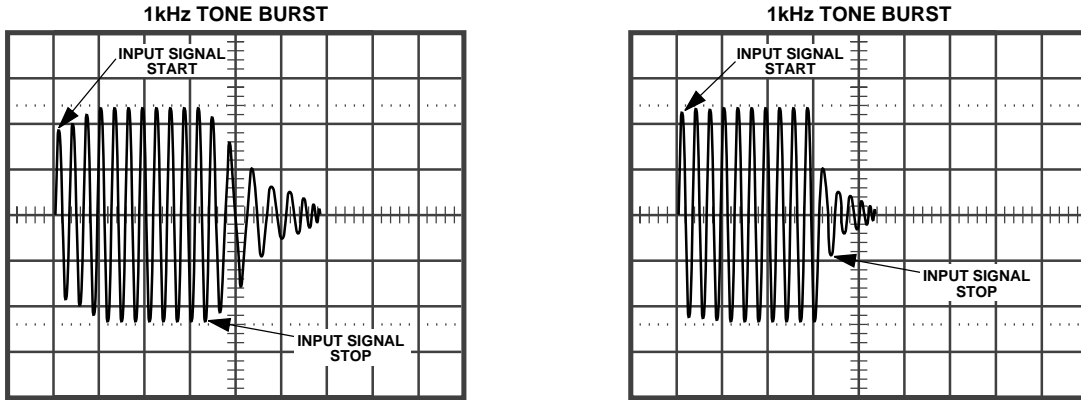 1kHz TONE BURST
INPUT SIGNAL
START
INPUT SIGNAL
STOP
1kHz TONE BURST
INPUT SIGNAL
START
INPUT SIGNAL
STOP